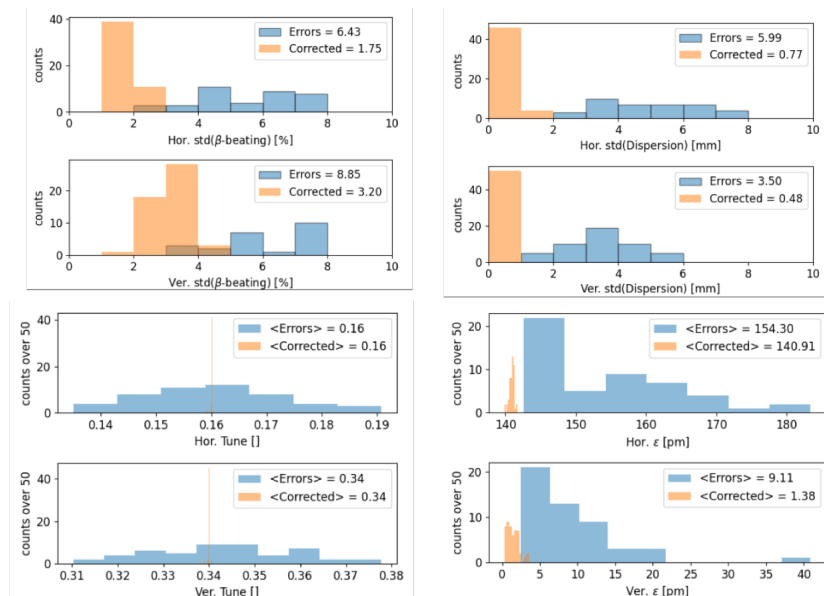 counts
40
20
0
Errors = 6.43
Corrected = 1.75
0 2 4 6 8 10
Hor. std(β-beating) [%]
counts
40
20
0
Errors = 5.99
Corrected = 0.77
0 2 4 6 8 10
Hor. std(Dispersion) [mm]
counts
20
10
0
Errors = 8.85
Corrected = 3.20
0 2 4 6 8 10
Ver. std(β-beating) [%]
counts
40
20
0
Errors = 3.50
Corrected = 0.48
0 2 4 6 8 10
Ver. std(Dispersion) [mm]
counts over 50
40
20
0
<Errors> = 0.16
<Corrected> = 0.16
0.14 0.15 0.16 0.17 0.18 0.19
Hor. Tune []
counts over 50
20
10
0
<Errors> = 154.30
<Corrected> = 140.91
140 150 160 170 180
Hor. ε [pm]
counts over 50
40
20
0
<Errors> = 0.34
<Corrected> = 0.34
0.31 0.32 0.33 0.34 0.35 0.36 0.37 0.38
Ver. Tune []
counts over 50
20
10
0
<Errors> = 9.11
<Corrected> = 1.38
0 5 10 15 20 25 30 35 40
Ver. ε [pm]